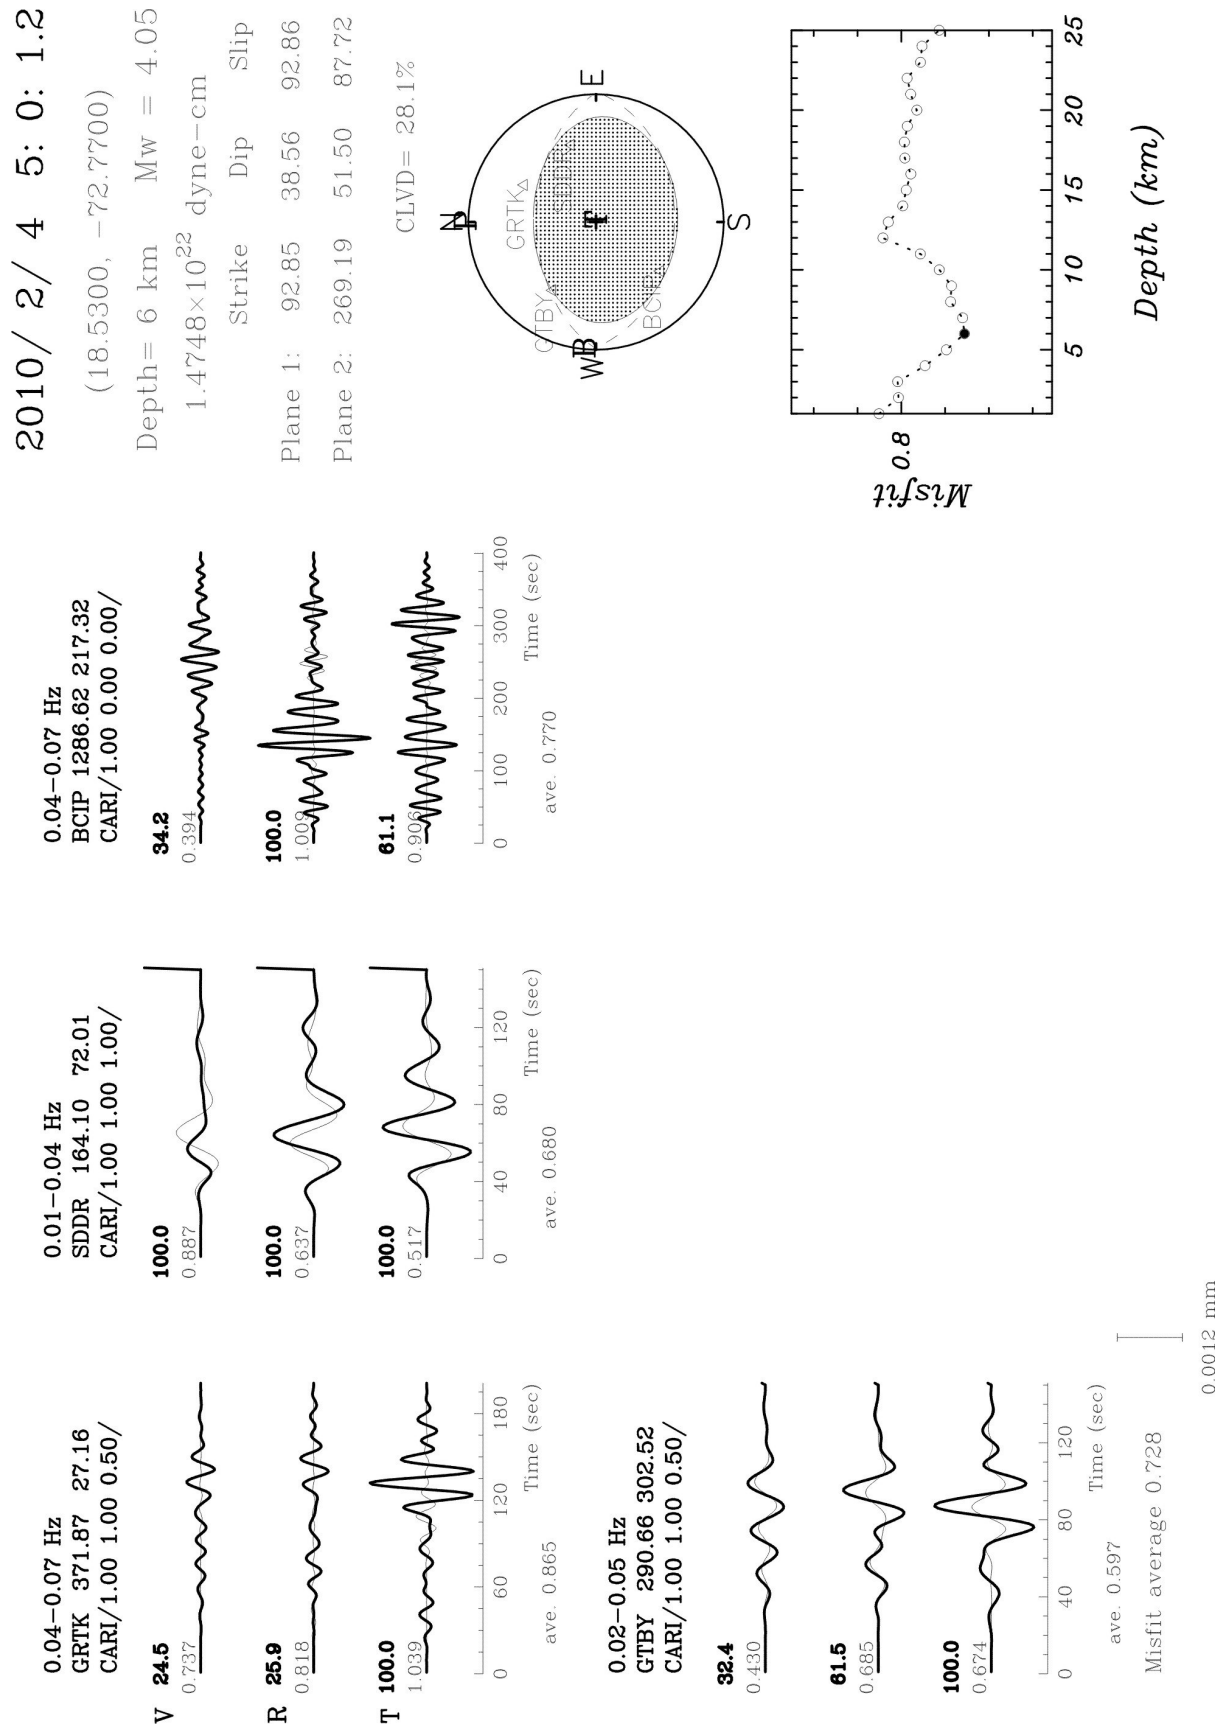 2010/ 2/ 4 5: 0: 1.2
(18.5300, -72.7700)
Depth= 6 km Mw = 4.05
1.4748×10²² dyne-cm
Strike Dip Slip
Plane 1: 92.85 38.56 92.86
Plane 2: 269.19 51.50 87.72
CLVD= 28.1%
N
P
E
S
W
B
T
GRTK
GTBY
SDDR
BCIP
0.8
Misfit
5 10 15 20 25
Depth (km)
0.04-0.07 Hz
GRTK 371.87 27.16
CARI/1.00 1.00 0.50/
V 24.5
0.737
R 25.9
0.818
T 100.0
1.039
0 60 120 180
Time (sec)
ave. 0.865
0.01-0.04 Hz
SDDR 164.10 72.01
CARI/1.00 1.00 1.00/
100.0
0.887
100.0
0.637
100.0
0.517
0 40 80 120
Time (sec)
ave. 0.680
0.04-0.07 Hz
BCIP 1286.62 217.32
CARI/1.00 0.00 0.00/
34.2
0.394
100.0
1.009
61.1
0.906
0 100 200 300 400
Time (sec)
ave. 0.770
0.02-0.05 Hz
GTBY 290.66 302.52
CARI/1.00 1.00 0.50/
32.4
0.430
61.5
0.685
100.0
0.674
0 40 80 120
Time (sec)
ave. 0.597
Misfit average 0.728
0.0012 mm